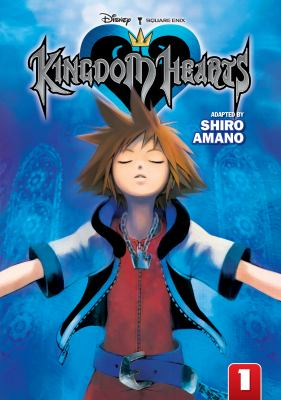 Disney SQUARE ENIX
KINGDOM HEARTS
ADAPTED BY
SHIRO
AMANO
1